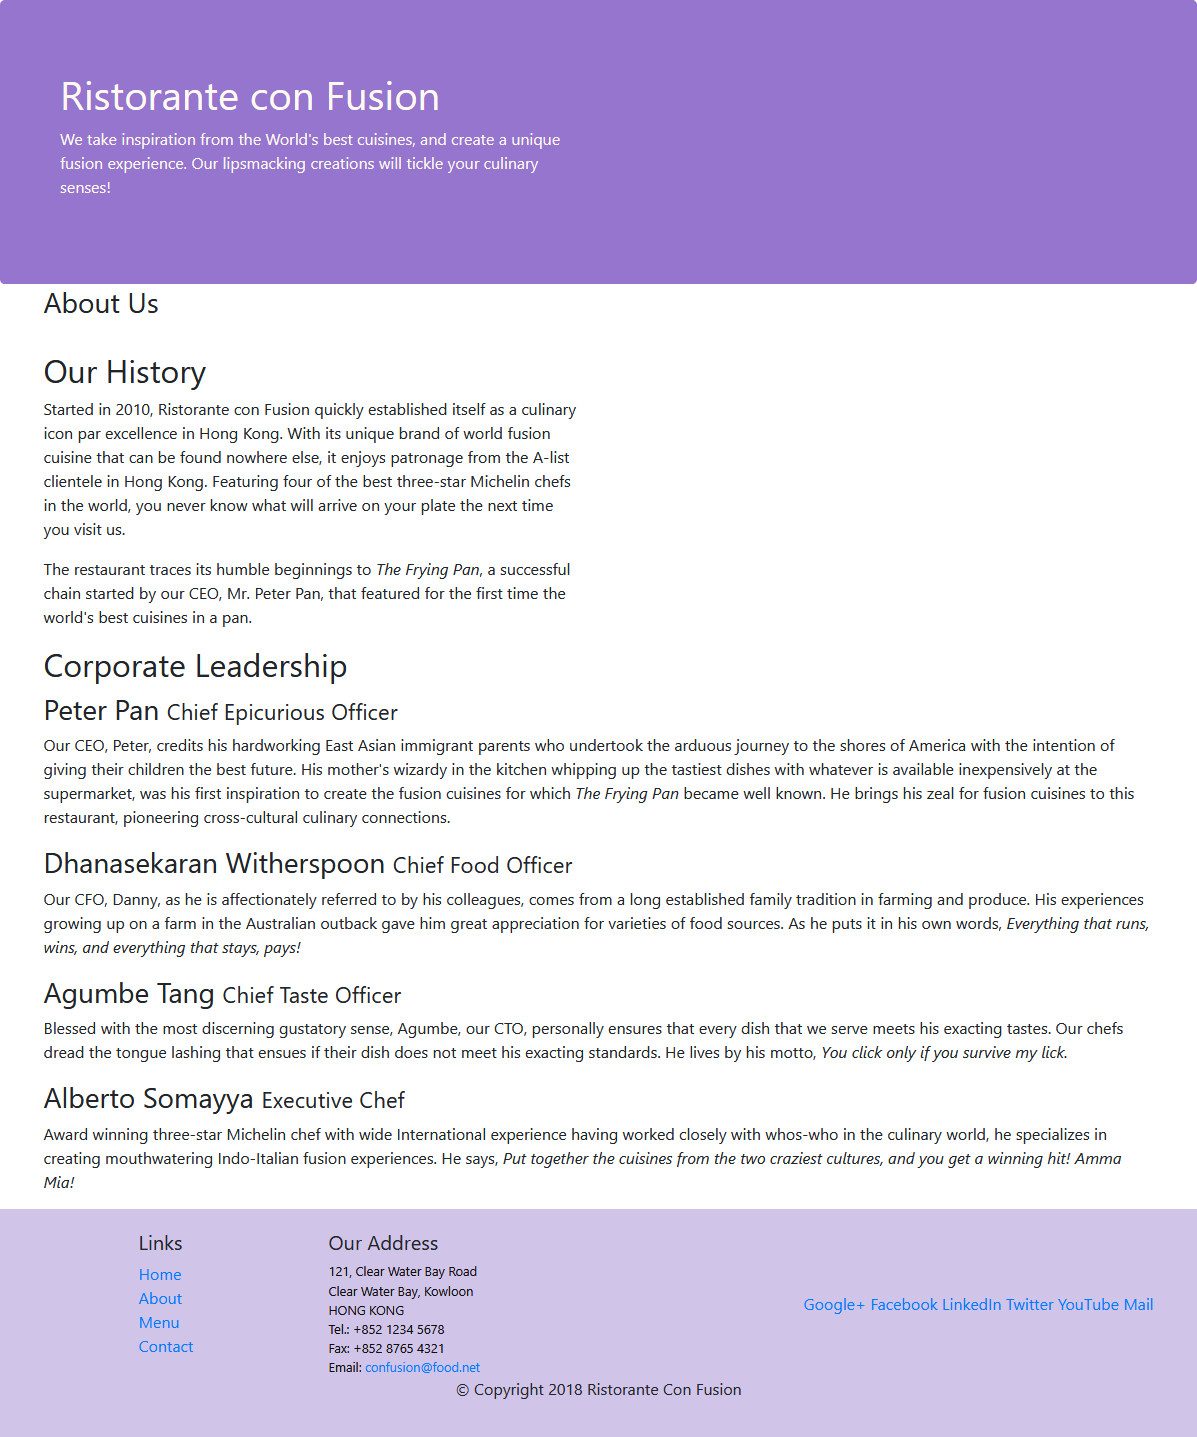 Ristorante con Fusion
We take inspiration from the World's best cuisines, and create a unique
fusion experience. Our lipsmacking creations will tickle your culinary
senses!
About Us
Our History
Started in 2010, Ristorante con Fusion quickly established itself as a culinary
icon par excellence in Hong Kong. With its unique brand of world fusion
cuisine that can be found nowhere else, it enjoys patronage from the A-list
clientele in Hong Kong. Featuring four of the best three-star Michelin chefs
in the world, you never know what will arrive on your plate the next time
you visit us.
The restaurant traces its humble beginnings to The Frying Pan, a successful
chain started by our CEO, Mr. Peter Pan, that featured for the first time the
world's best cuisines in a pan.
Corporate Leadership
Peter Pan Chief Epicurious Officer
Our CEO, Peter, credits his hardworking East Asian immigrant parents who undertook the arduous journey to the shores of America with the intention of
giving their children the best future. His mother's wizardy in the kitchen whipping up the tastiest dishes with whatever is available inexpensively at the
supermarket, was his first inspiration to create the fusion cuisines for which The Frying Pan became well known. He brings his zeal for fusion cuisines to this
restaurant, pioneering cross-cultural culinary connections.
Dhanasekaran Witherspoon Chief Food Officer
Our CFO, Danny, as he is affectionately referred to by his colleagues, comes from a long established family tradition in farming and produce. His experiences
growing up on a farm in the Australian outback gave him great appreciation for varieties of food sources. As he puts it in his own words, Everything that runs,
wins, and everything that stays, pays!
Agumbe Tang Chief Taste Officer
Blessed with the most discerning gustatory sense, Agumbe, our CTO, personally ensures that every dish that we serve meets his exacting tastes. Our chefs
dread the tongue lashing that ensues if their dish does not meet his exacting standards. He lives by his motto, You click only if you survive my lick.
Alberto Somayya Executive Chef
Award winning three-star Michelin chef with wide International experience having worked closely with whos-who in the culinary world, he specializes in
creating mouthwatering Indo-Italian fusion experiences. He says, Put together the cuisines from the two craziest cultures, and you get a winning hit! Amma
Mia!
Links
Home
About
Menu
Contact
Our Address
121, Clear Water Bay Road
Clear Water Bay, Kowloon
HONG KONG
Tel.: +852 1234 5678
Fax: +852 8765 4321
Email: confusion@food.net
Google+ Facebook LinkedIn Twitter YouTube Mail
© Copyright 2018 Ristorante Con Fusion